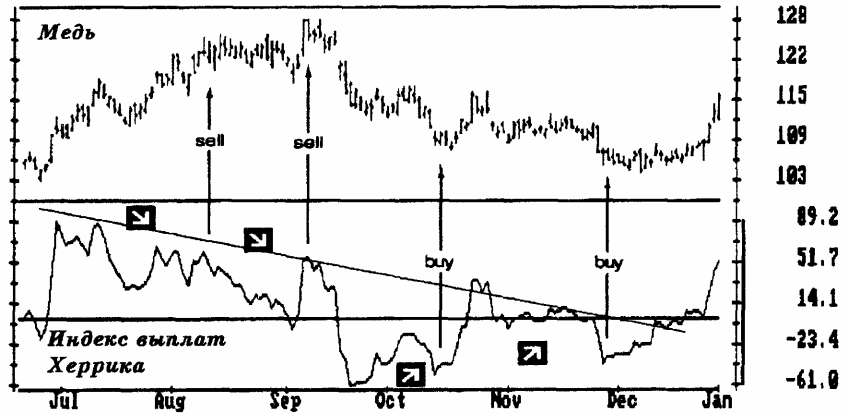 Медь
128
122
115
109
103
sell
sell
buy
buy
89.2
51.7
14.1
-23.4
-61.0
Индекс выплат
Херрика
Jul Aug Sep Oct Nov Dec Jan